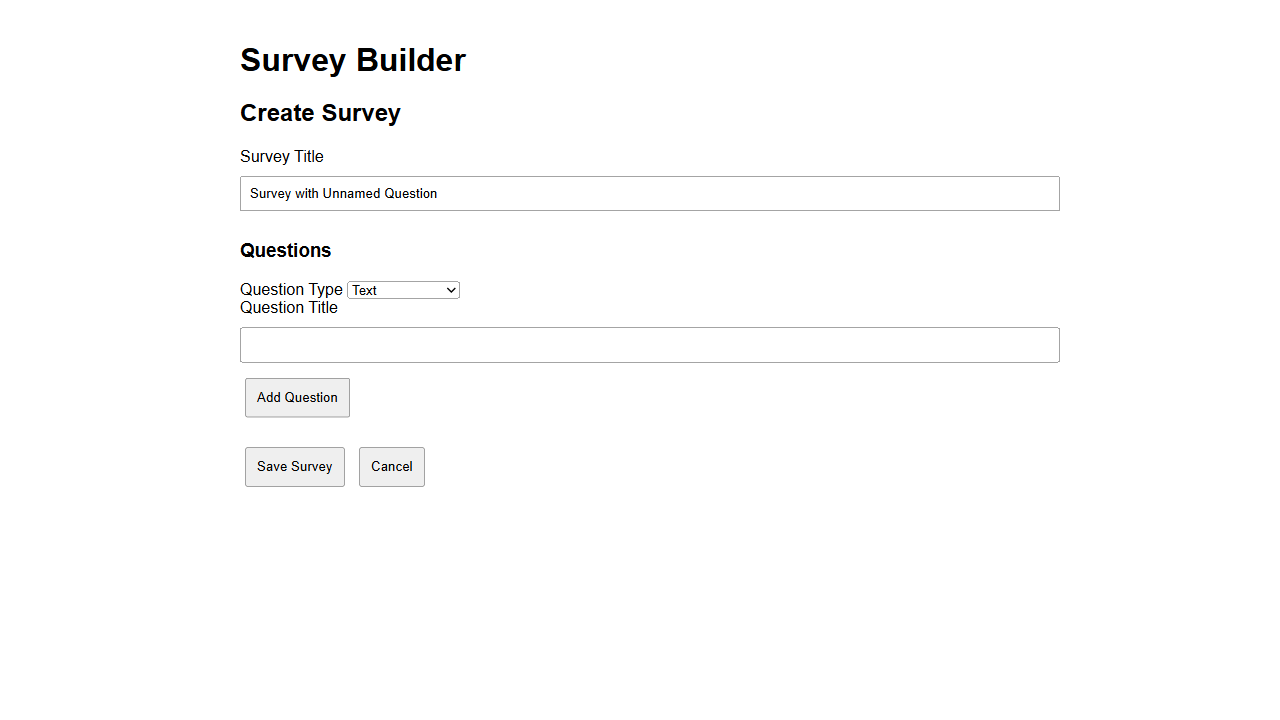 Survey Builder
Create Survey
Survey Title
Survey with Unnamed Question
Questions
Question Type Text
Question Title
Add Question
Save Survey Cancel